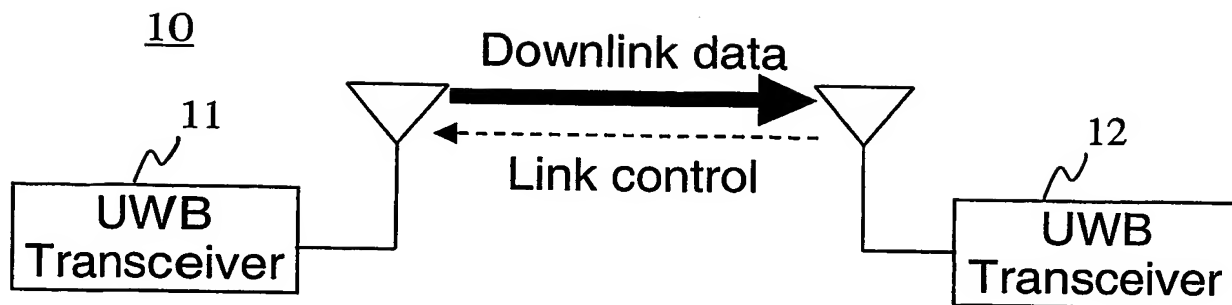 10
Downlink data
11
Link control
12
UWB
Transceiver
UWB
Transceiver